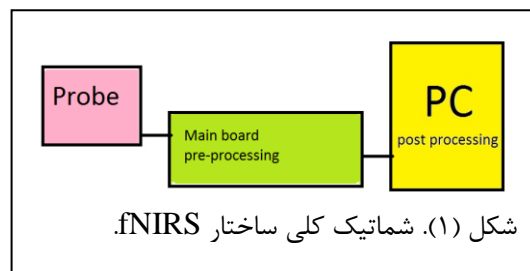 Probe
Main board
pre-processing
PC
post processing
شکل (۱). شماتیک کلی ساختار fNIRS.